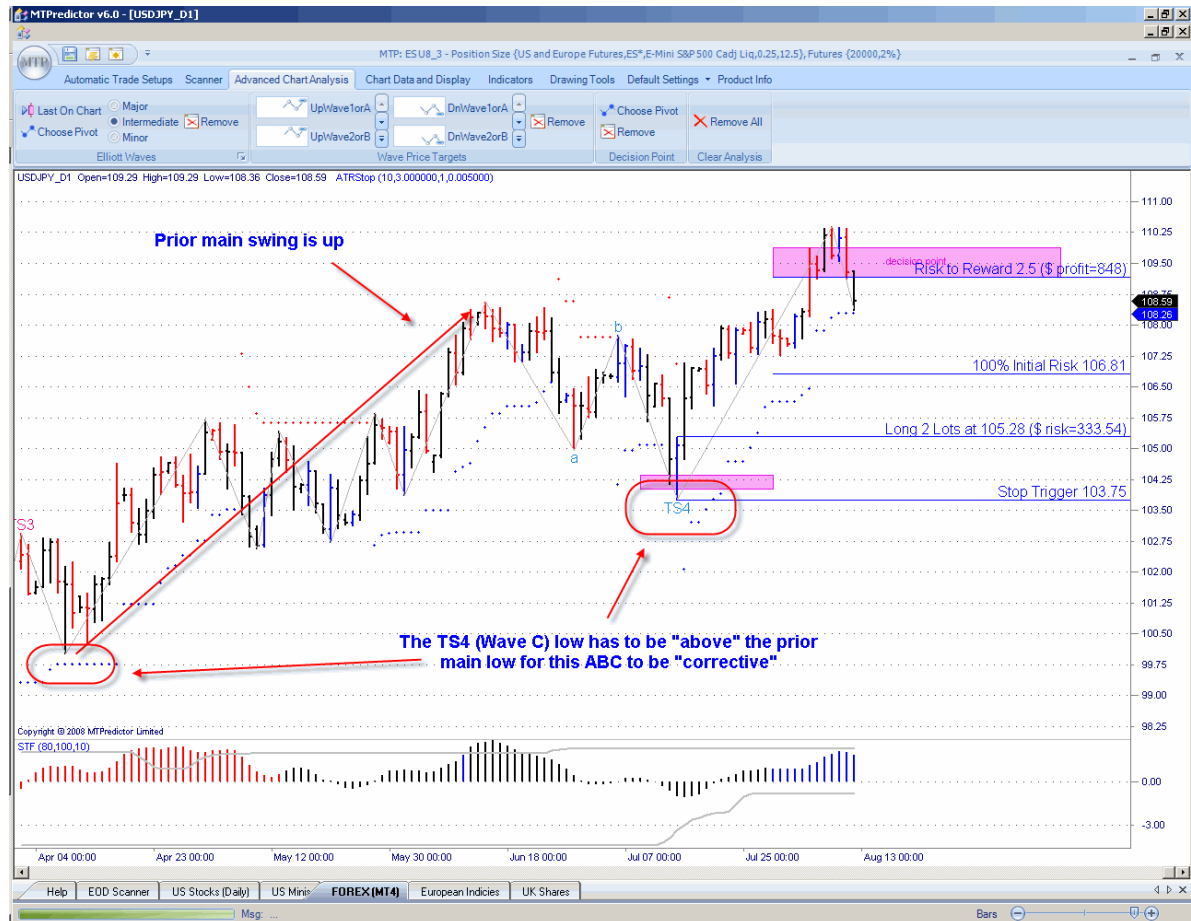 MTPredictor v6.0 - [USDJPY_D1]
MTP
MTP: ESU8_3 - Position Size {US and Europe Futures,ES*,E-Mini S&P500 Cadj Liq,0.25,12.5}, Futures {20000,2%}
Automatic Trade Setups Scanner Advanced Chart Analysis Chart Data and Display Indicators Drawing Tools Default Settings Product Info
Last On Chart
Choose Pivot
Major
Intermediate
Minor
Remove
Elliott Waves
UpWave1orA
UpWave2orB
DnWave1orA
DnWave2orB
Remove
Wave Price Targets
Choose Pivot
Remove
Decision Point
Remove All
Clear Analysis
USDJPY_D1 Open=109.29 High=109.29 Low=108.36 Close=108.59 ATRStop (10,3.000000,1,0.005000)
Prior main swing is up
decision point
Risk to Reward 2.5 ($ profit=848)
100% Initial Risk 106.81
Long 2 Lots at 105.28 ($ risk=333.54)
Stop Trigger 103.75
b
a
TS4
S3
The TS4 (Wave C) low has to be "above" the prior
main low for this ABC to be "corrective"
111.00
110.25
109.50
108.75
108.59
108.26
108.00
107.25
106.50
105.75
105.00
104.25
103.50
102.75
102.00
101.25
100.50
99.75
99.00
98.25
Copyright © 2008 MTPredictor Limited
STF (80,100,10)
0.00
-3.00
Apr 04 00:00 Apr 23 00:00 May 12 00:00 May 30 00:00 Jun 18 00:00 Jul 07 00:00 Jul 25 00:00 Aug 13 00:00
Help EOD Scanner US Stocks (Daily) US Minis FOREX (MT4) European Indicies UK Shares
Msg: ...
Bars